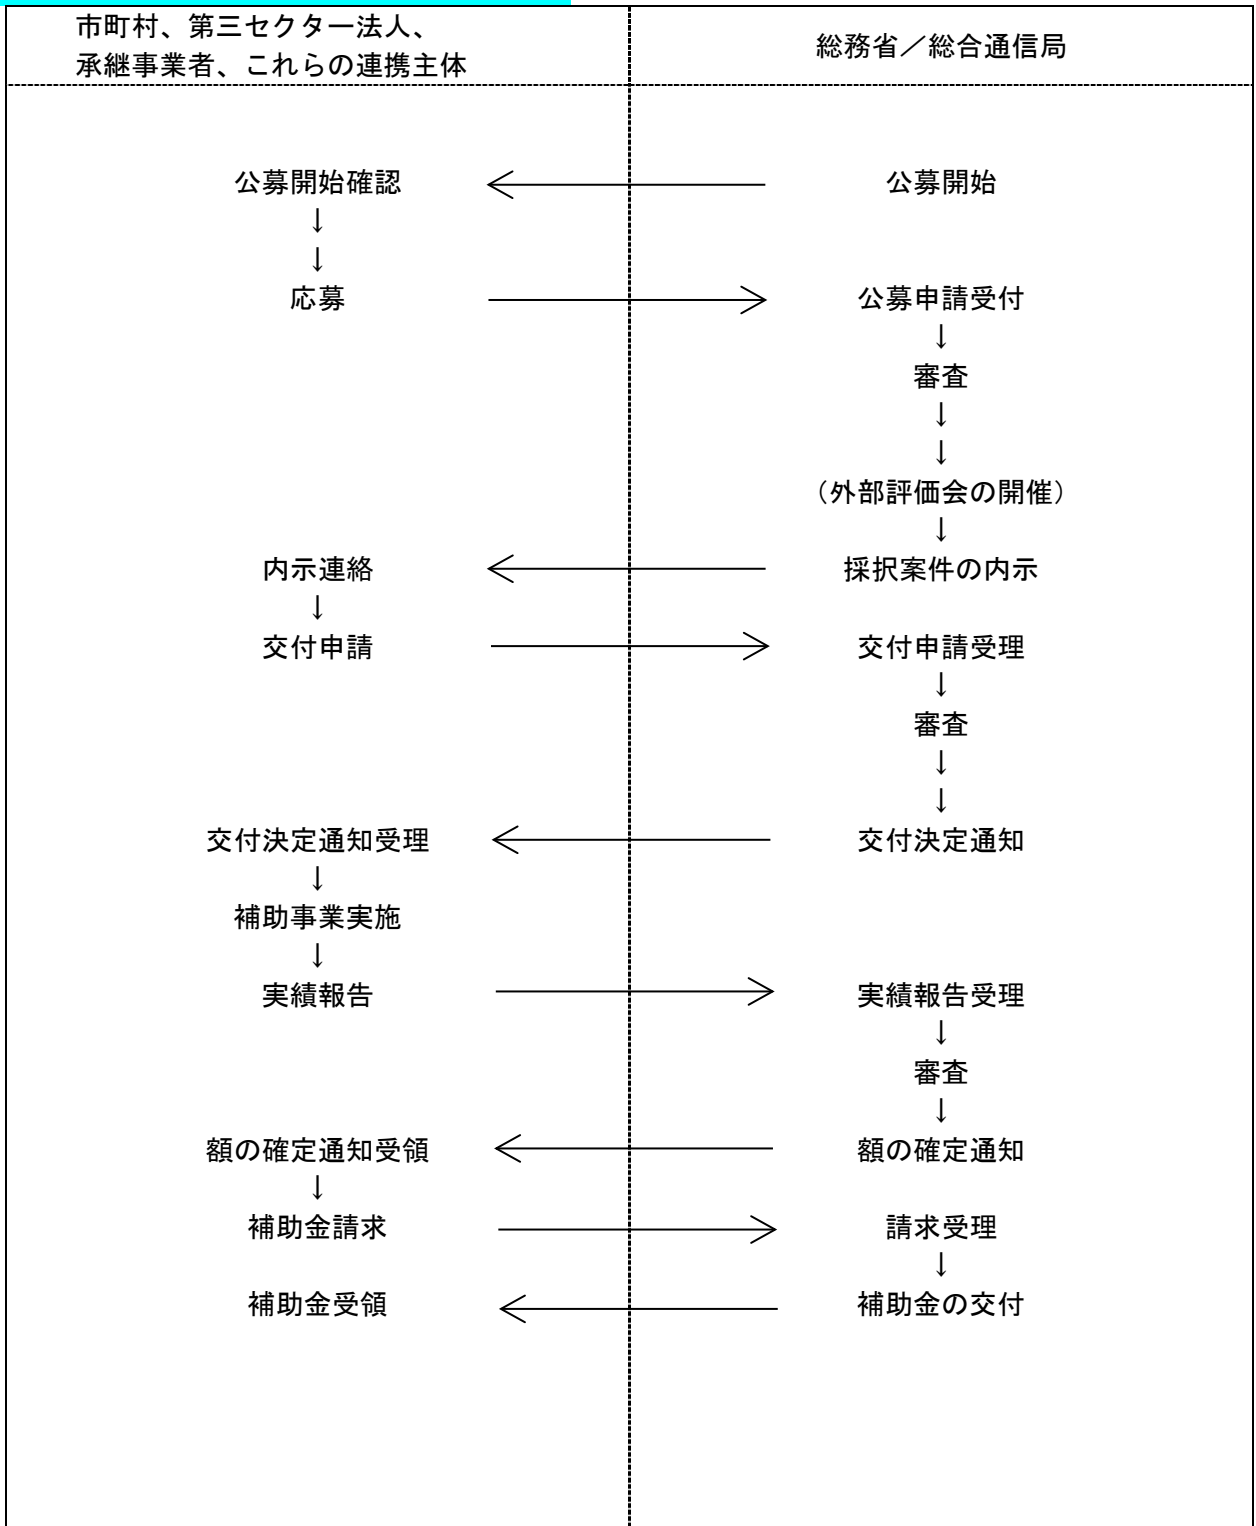 市町村、第三セクター法人、
承継事業者、これらの連携主体
総務省／総合通信局
公募開始確認
公募開始
↓
↓
応募
公募申請受付
↓
審査
↓
↓
（外部評価会の開催）
↓
内示連絡
採択案件の内示
↓
交付申請
交付申請受理
↓
審査
↓
↓
交付決定通知受理
交付決定通知
↓
補助事業実施
↓
実績報告
実績報告受理
↓
審査
↓
額の確定通知受領
額の確定通知
↓
補助金請求
請求受理
↓
補助金受領
補助金の交付